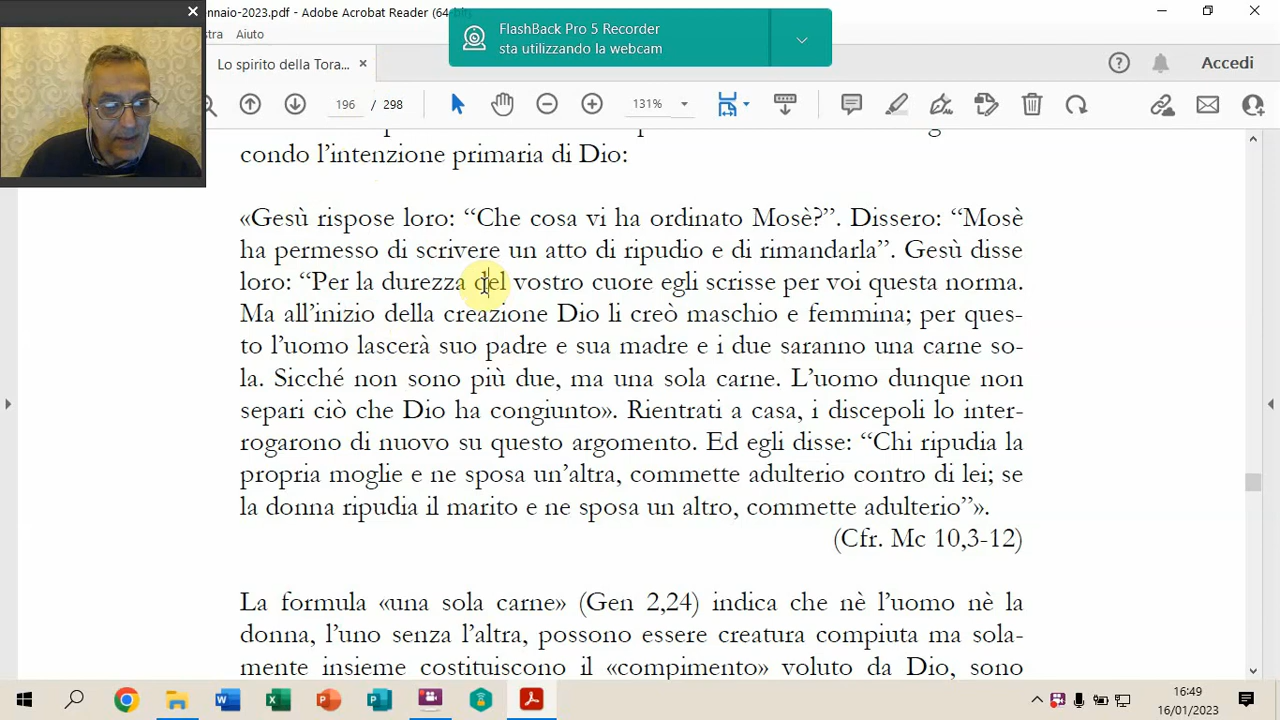 nnaio-2023.pdf - Adobe Acrobat Reader (64-bit)
FlashBack Pro 5 Recorder
sta utilizzando la webcam
stra Aiuto
Lo spirito della Tora...
Accedi
196 / 298
131%
condo l’intenzione primaria di Dio:
«Gesù rispose loro: “Che cosa vi ha ordinato Mosè?”. Dissero: “Mosè
ha permesso di scrivere un atto di ripudio e di rimandarla”. Gesù disse
loro: “Per la durezza del vostro cuore egli scrisse per voi questa norma.
Ma all’inizio della creazione Dio li creò maschio e femmina; per ques-
to l’uomo lascerà suo padre e sua madre e i due saranno una carne so-
la. Sicché non sono più due, ma una sola carne. L’uomo dunque non
separi ciò che Dio ha congiunto». Rientrati a casa, i discepoli lo inter-
rogarono di nuovo su questo argomento. Ed egli disse: “Chi ripudia la
propria moglie e ne sposa un’altra, commette adulterio contro di lei; se
la donna ripudia il marito e ne sposa un altro, commette adulterio”».
(Cfr. Mc 10,3-12)
La formula «una sola carne» (Gen 2,24) indica che nè l’uomo nè la
donna, l’uno senza l’altra, possono essere creatura compiuta ma sola-
mente insieme costituiscono il «compimento» voluto da Dio, sono
16:49
16/01/2023